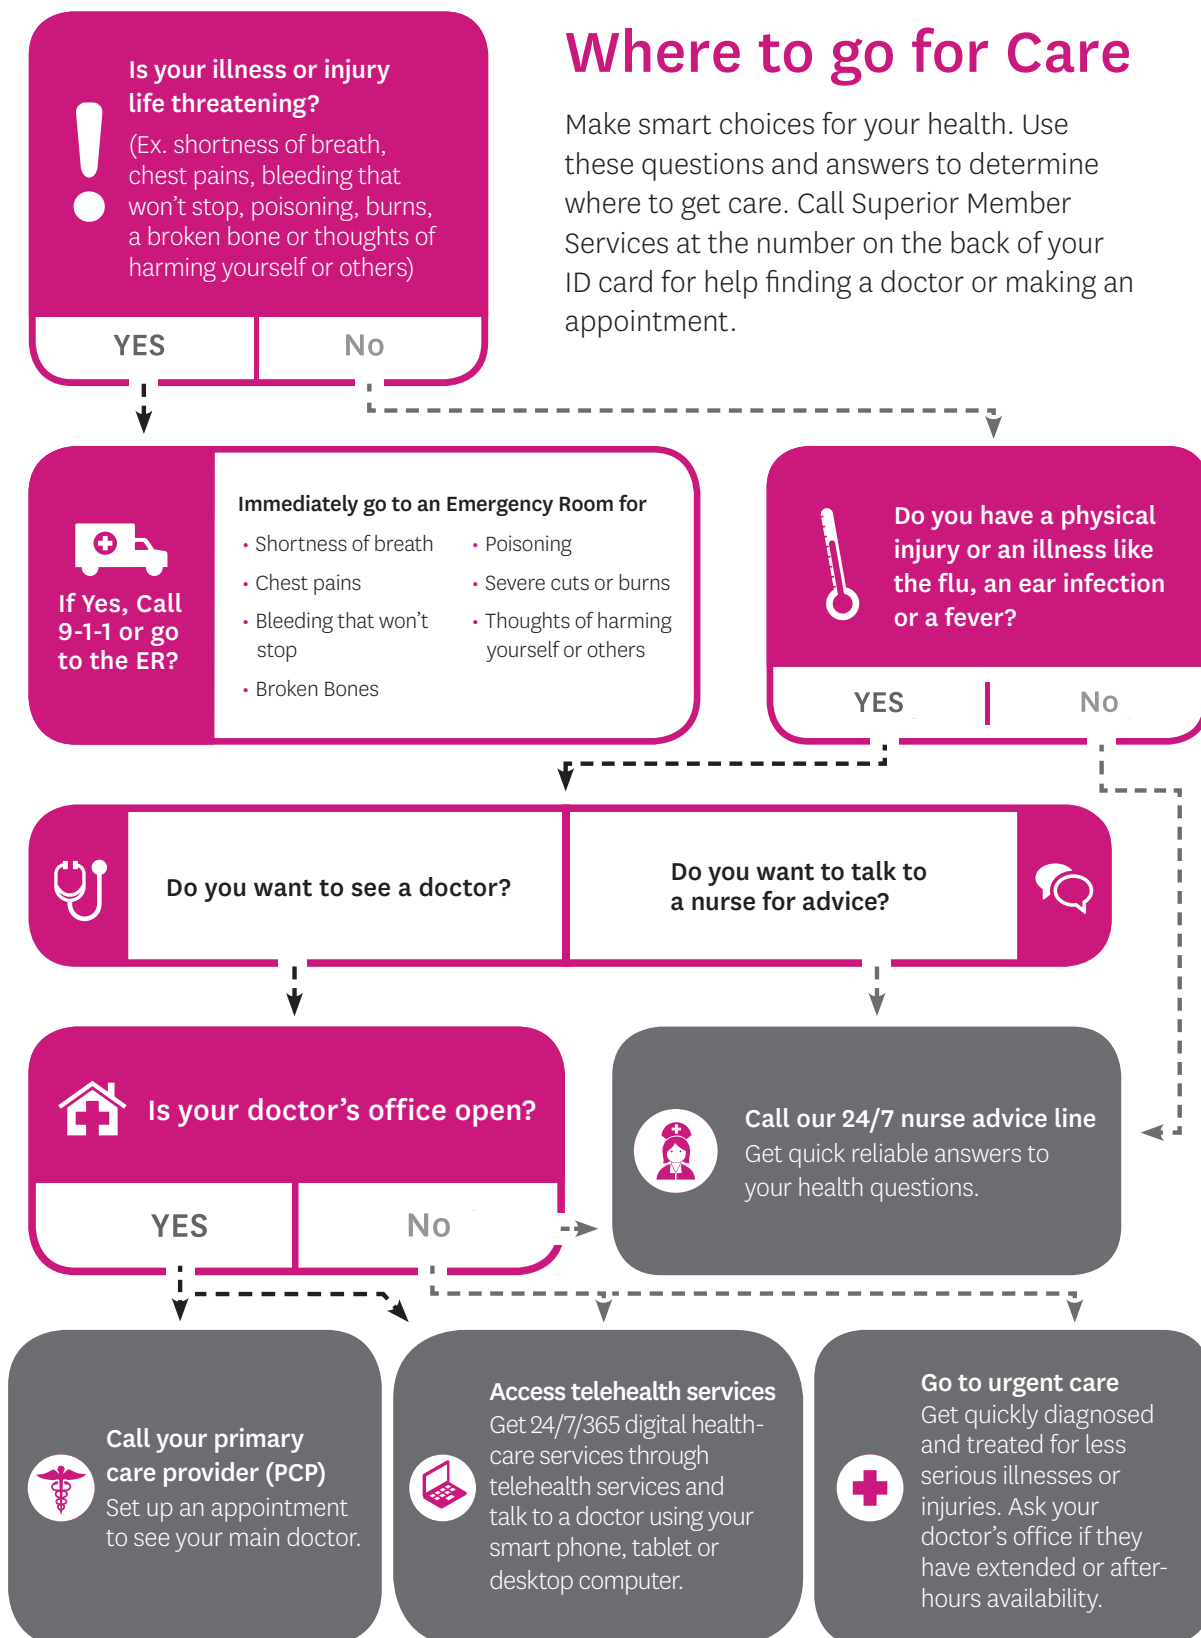 Where to go for Care
Make smart choices for your health. Use
these questions and answers to determine
where to get care. Call Superior Member
Services at the number on the back of your
ID card for help finding a doctor or making an
appointment.
Is your illness or injury
life threatening?
(Ex. shortness of breath,
chest pains, bleeding that
won't stop, poisoning, burns,
a broken bone or thoughts of
harming yourself or others)
YES
No
If Yes, Call
9-1-1 or go
to the ER?
Immediately go to an Emergency Room for
• Shortness of breath
• Chest pains
• Bleeding that won't
stop
• Broken Bones
• Poisoning
• Severe cuts or burns
• Thoughts of harming
yourself or others
Do you have a physical
injury or an illness like
the flu, an ear infection
or a fever?
YES
No
Do you want to see a doctor?
Do you want to talk to
a nurse for advice?
Is your doctor's office open?
YES
No
Call our 24/7 nurse advice line
Get quick reliable answers to
your health questions.
Call your primary
care provider (PCP)
Set up an appointment
to see your main doctor.
Access telehealth services
Get 24/7/365 digital health-
care services through
telehealth services and
talk to a doctor using your
smart phone, tablet or
desktop computer.
Go to urgent care
Get quickly diagnosed
and treated for less
serious illnesses or
injuries. Ask your
doctor's office if they
have extended or after-
hours availability.